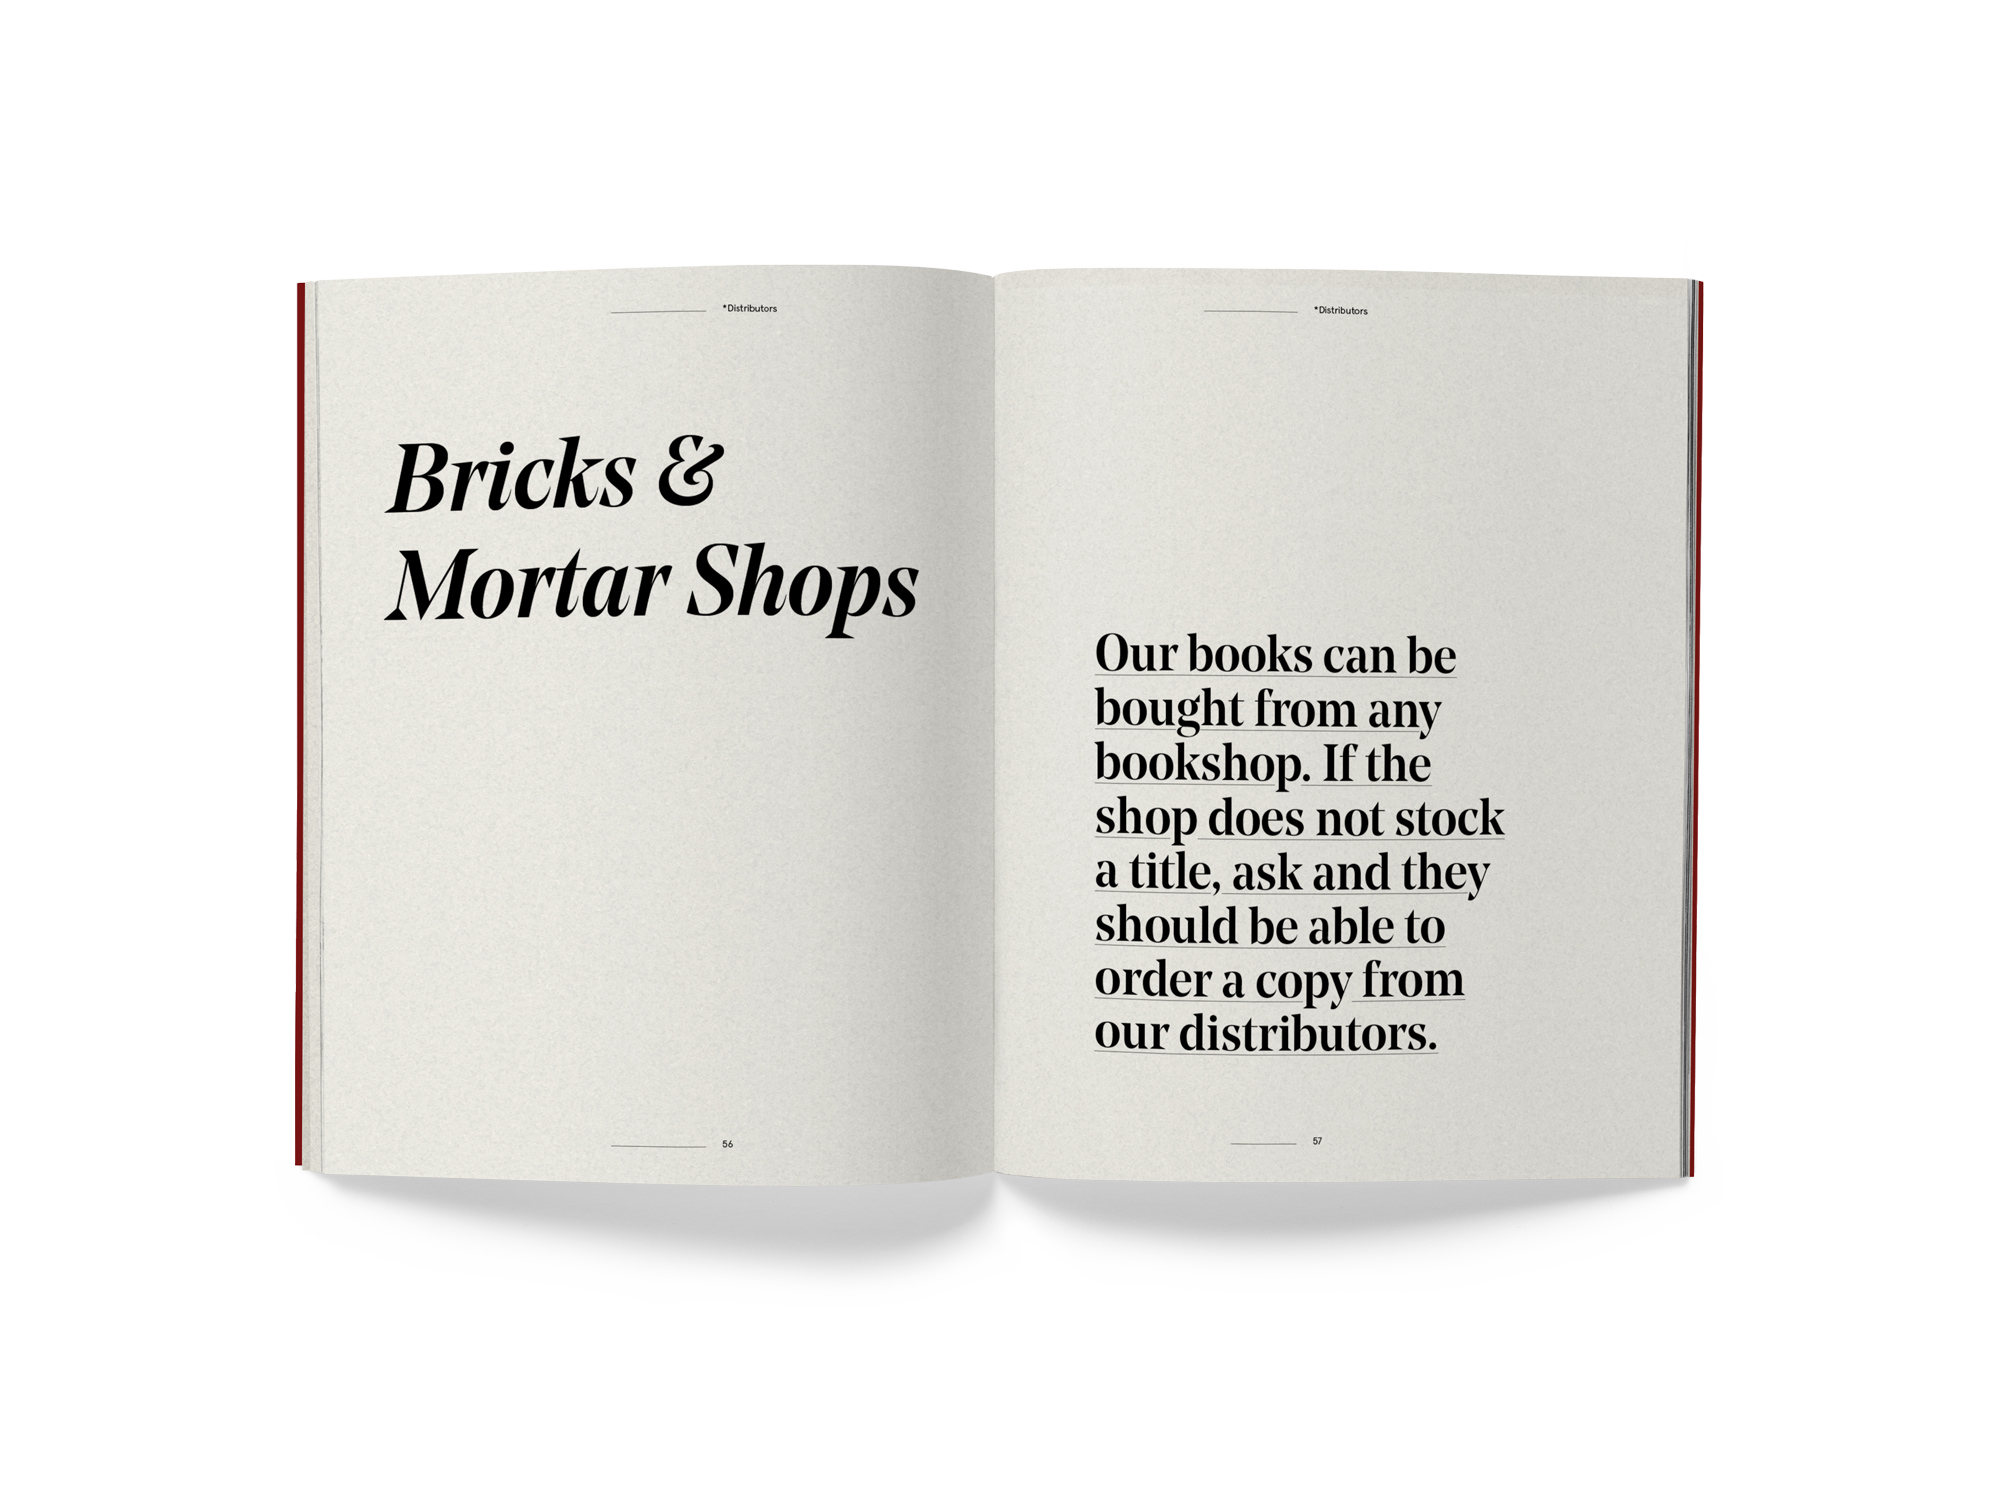 *Distributors
Bricks &
Mortar Shops
56
*Distributors
Our books can be
bought from any
bookshop. If the
shop does not stock
a title, ask and they
should be able to
order a copy from
our distributors.
57